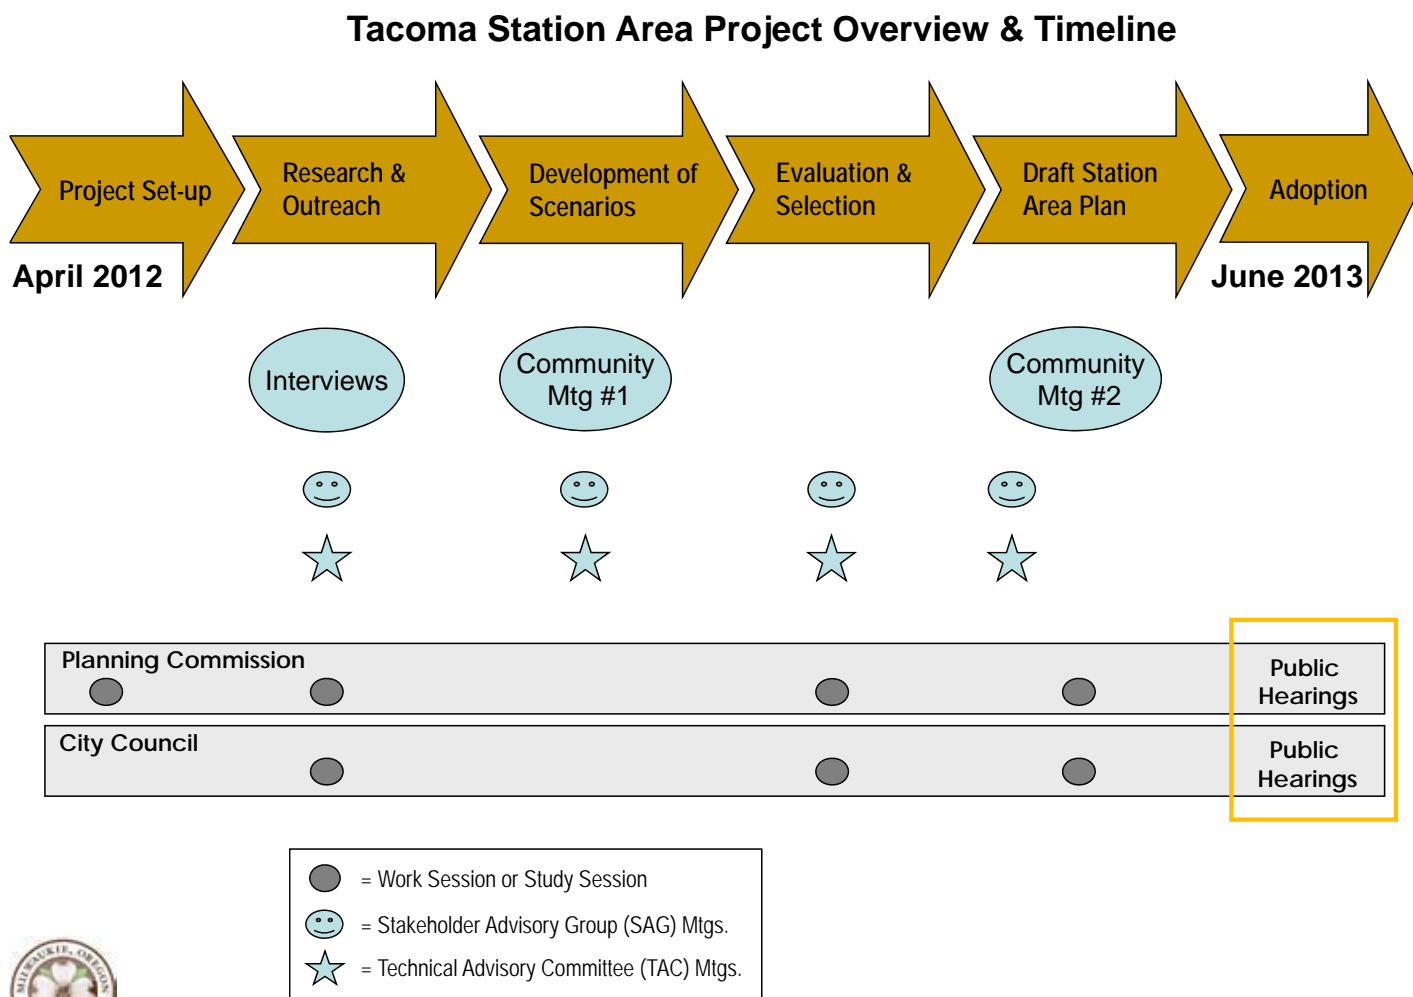 Tacoma Station Area Project Overview & Timeline
Project Set-up
Research &
Outreach
Development of
Scenarios
Evaluation &
Selection
Draft Station
Area Plan
Adoption
April 2012
June 2013
Interviews
Community
Mtg #1
Community
Mtg #2
Planning Commission
Public
Hearings
City Council
Public
Hearings
= Work Session or Study Session
= Stakeholder Advisory Group (SAG) Mtgs.
= Technical Advisory Committee (TAC) Mtgs.
MILWAUKIE, OREGON